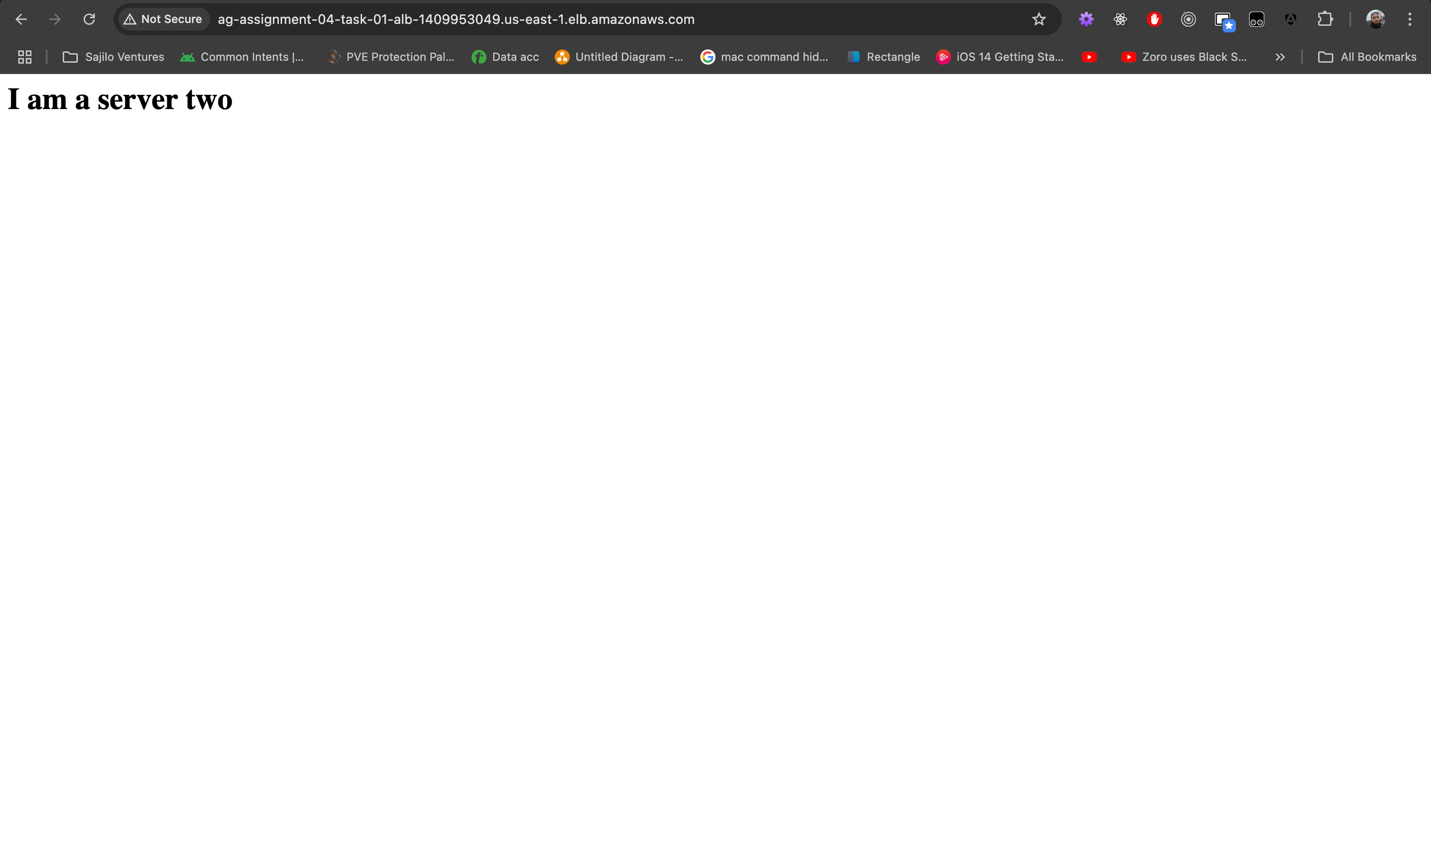 Not Secure ag-assignment-04-task-01-alb-1409953049.us-east-1.elb.amazonaws.com
Sajilo Ventures Common Intents |... PVE Protection Pal... Data acc Untitled Diagram -... mac command hid... Rectangle iOS 14 Getting Sta... Zoro uses Black S... All Bookmarks
I am a server two